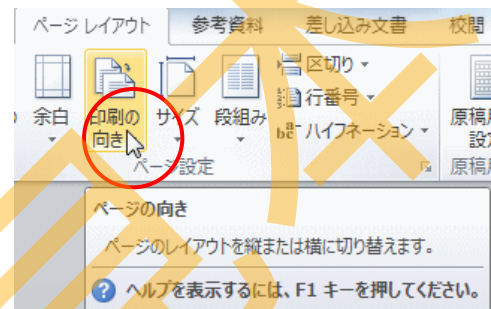 ページ レイアウト 参考資料 差し込み文書 校閲
区切り
行番号
余白 印刷の向き サイズ 段組み
ハイフネーション
原稿用
設定
ページ設定
原稿用
ページの向き
ページのレイアウトを縦または横に切り替えます。
ヘルプを表示するには、F1 キーを押してください。